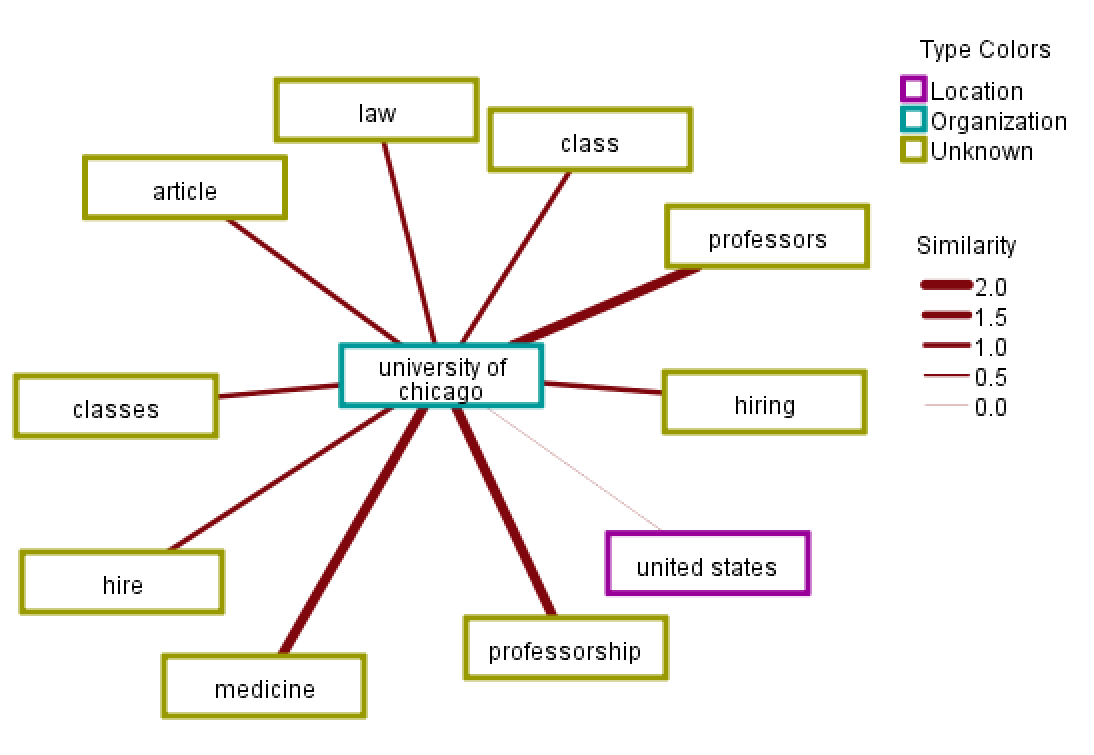 Type Colors
Location
Organization
Unknown
law
class
article
professors
Similarity
2.0
1.5
1.0
0.5
0.0
university of
chicago
classes
hiring
hire
united states
professorship
medicine